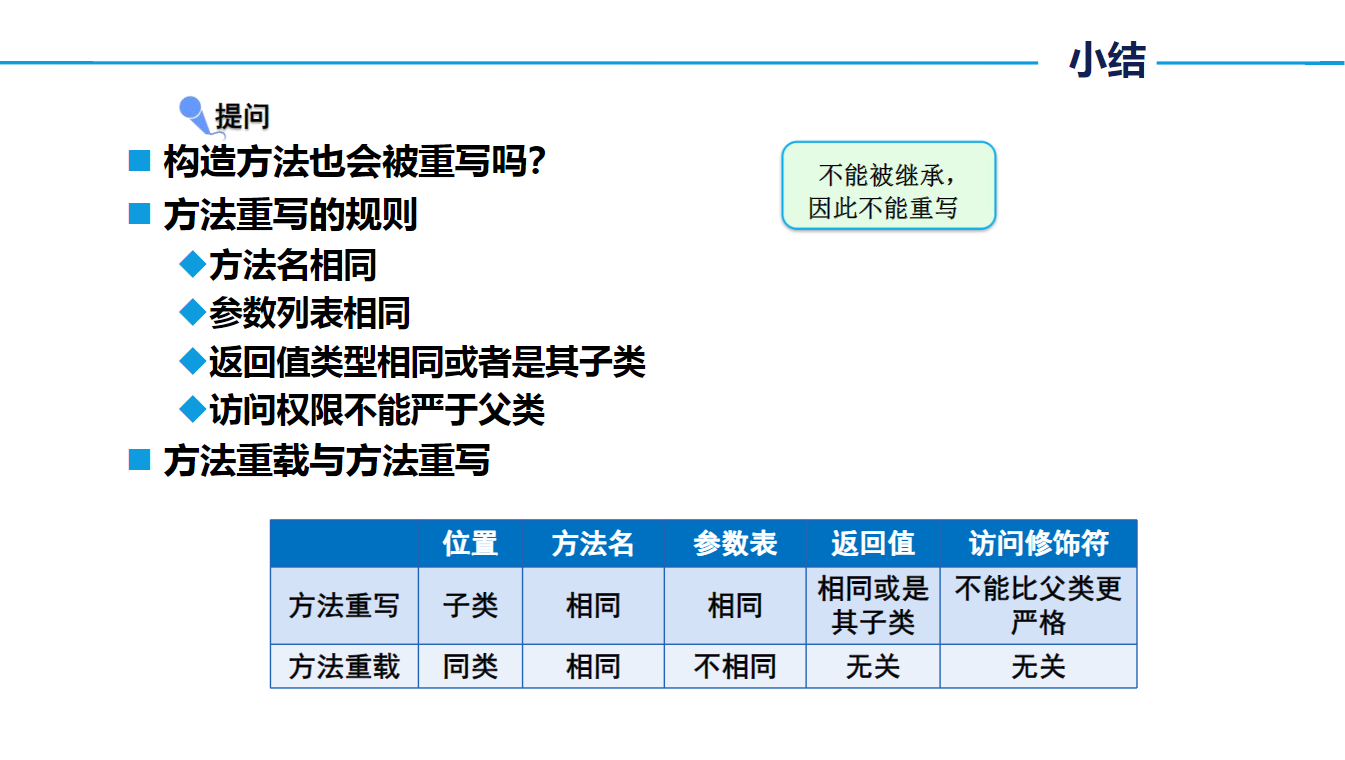 小结
提问
构造方法也会被重写吗？
不能被继承，
因此不能重写
方法重写的规则
方法名相同
参数列表相同
返回值类型相同或者是其子类
访问权限不能严于父类
方法重载与方法重写
位置 方法名 参数表 返回值 访问修饰符
方法重写 子类 相同 相同 相同或是其子类 不能比父类更严格
方法重载 同类 相同 不相同 无关 无关